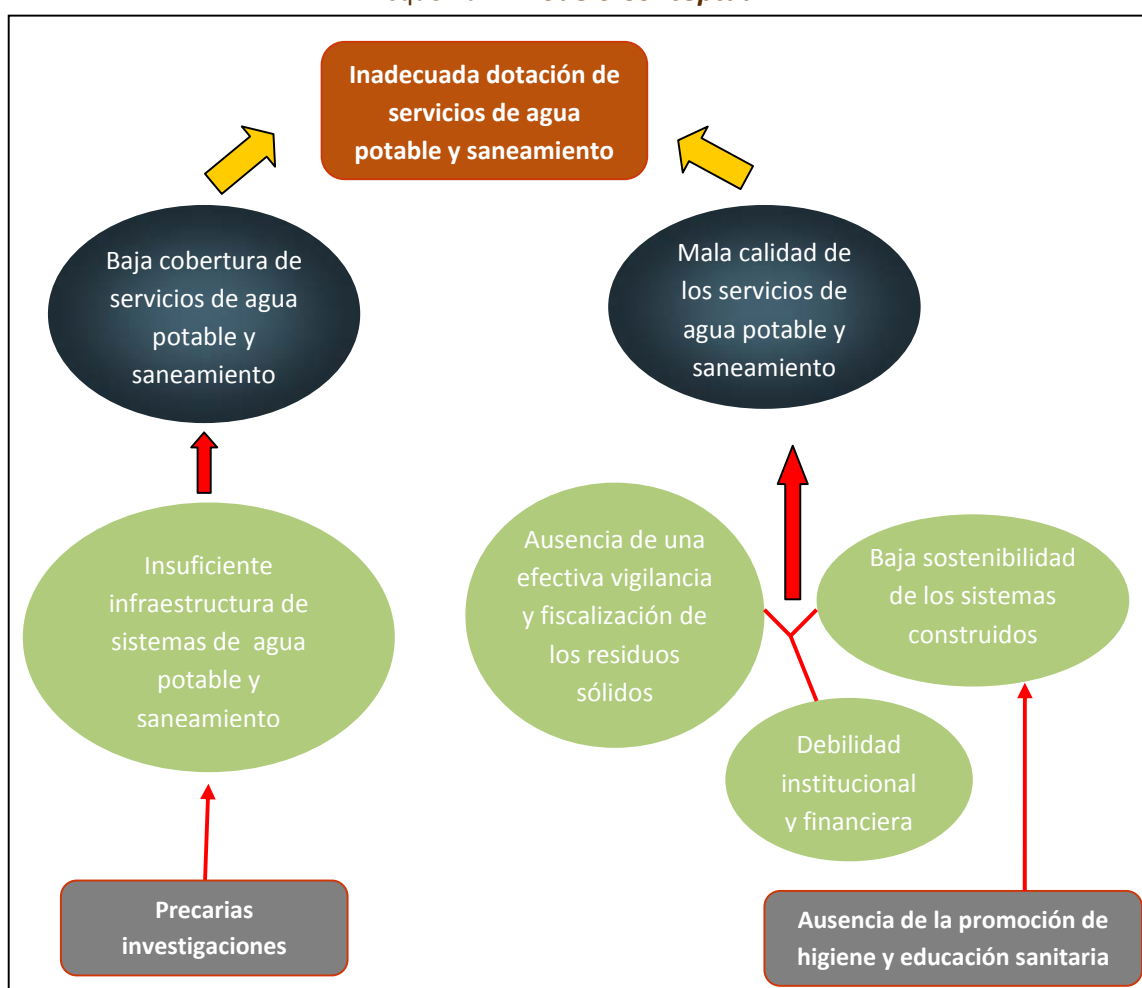 Inadecuada dotación de
servicios de agua
potable y saneamiento
Baja cobertura de
servicios de agua
potable y
saneamiento
Mala calidad de
los servicios de
agua potable y
saneamiento
Insuficiente
infraestructura de
sistemas de agua
potable y
saneamiento
Ausencia de una
efectiva vigilancia
y fiscalización de
los residuos
sólidos
Baja sostenibilidad
de los sistemas
construidos
Debilidad
institucional
y financiera
Precarias
investigaciones
Ausencia de la promoción de
higiene y educación sanitaria